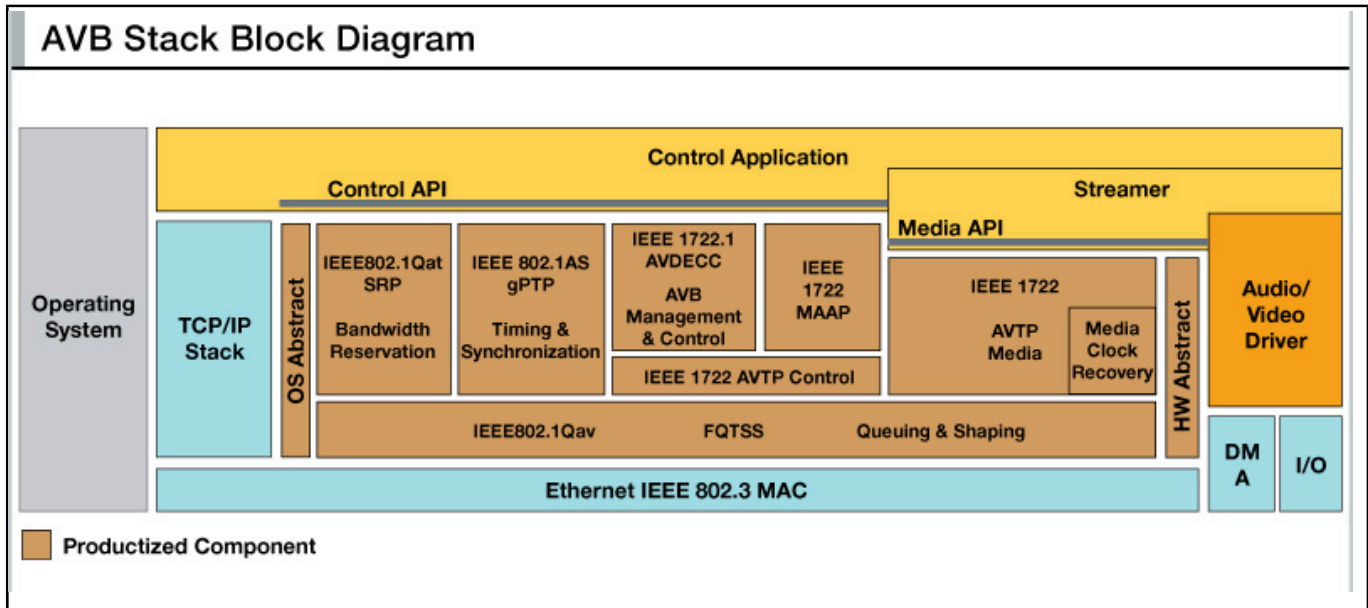 AVB Stack Block Diagram
Control Application
Control API
Streamer
Media API
Operating
System
TCP/IP
Stack
OS Abstract
IEEE802.1Qat
SRP
Bandwidth
Reservation
IEEE 802.1AS
gPTP
Timing &
Synchronization
IEEE 1722.1
AVDECC
AVB
Management
& Control
IEEE
1722
MAAP
IEEE 1722 AVTP Control
IEEE 1722
AVTP
Media
Media
Clock
Recovery
HW Abstract
Audio/
Video
Driver
IEEE802.1Qav FQTSS Queuing & Shaping
DM
A
I/O
Ethernet IEEE 802.3 MAC
Productized Component